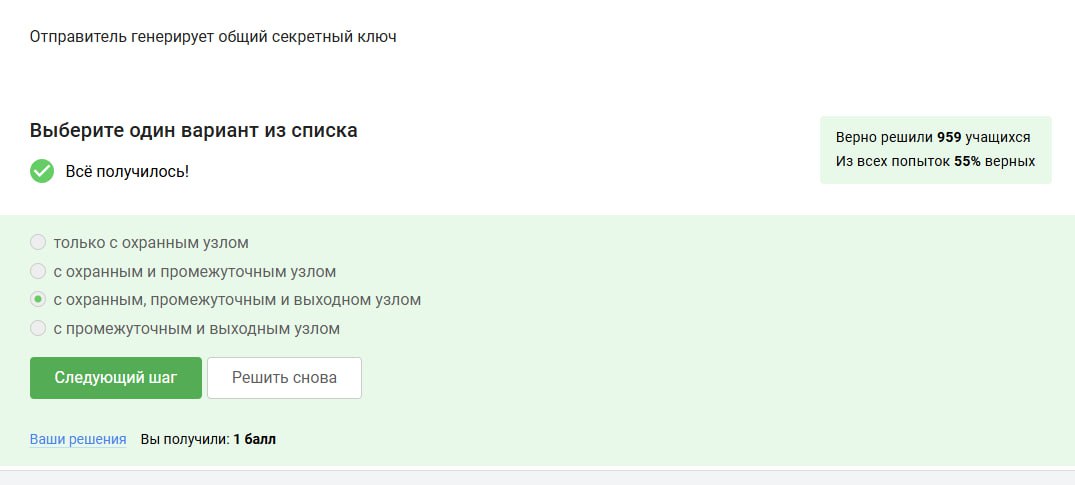 Отправитель генерирует общий секретный ключ
Выберите один вариант из списка
Всё получилось!
Верно решили 959 учащихся
Из всех попыток 55% верных
только с охранным узлом
с охранным и промежуточным узлом
с охранным, промежуточным и выходном узлом
с промежуточным и выходным узлом
Следующий шаг
Решить снова
Ваши решения Вы получили: 1 балл